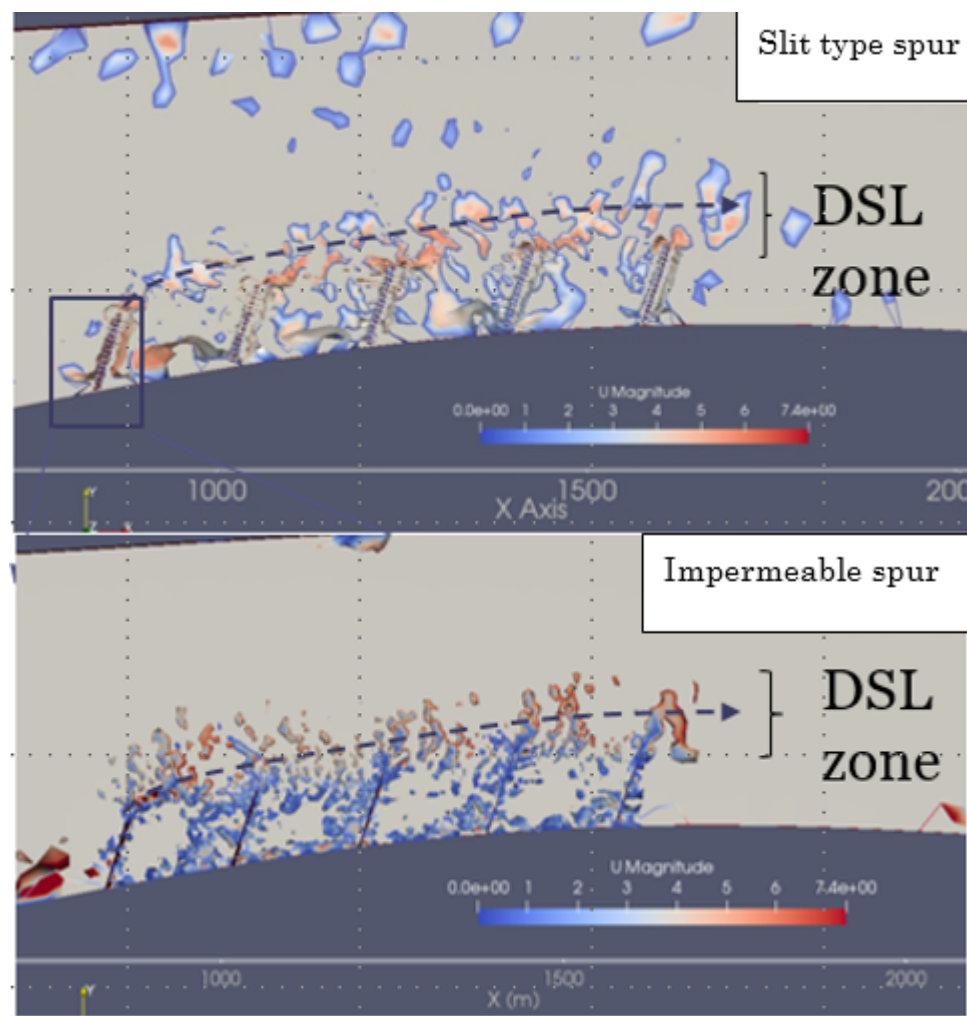 Slit type spur
DSL
zone
U Magnitude
0.0e+00 1 2 3 4 5 6 7.4e+00
1000 1500 200
X Axis
Y
Impermeable spur
DSL
zone
U Magnitude
0.0e+00 1 2 3 4 5 6 7.4e+00
1000 1500 2000
X (m)
Y